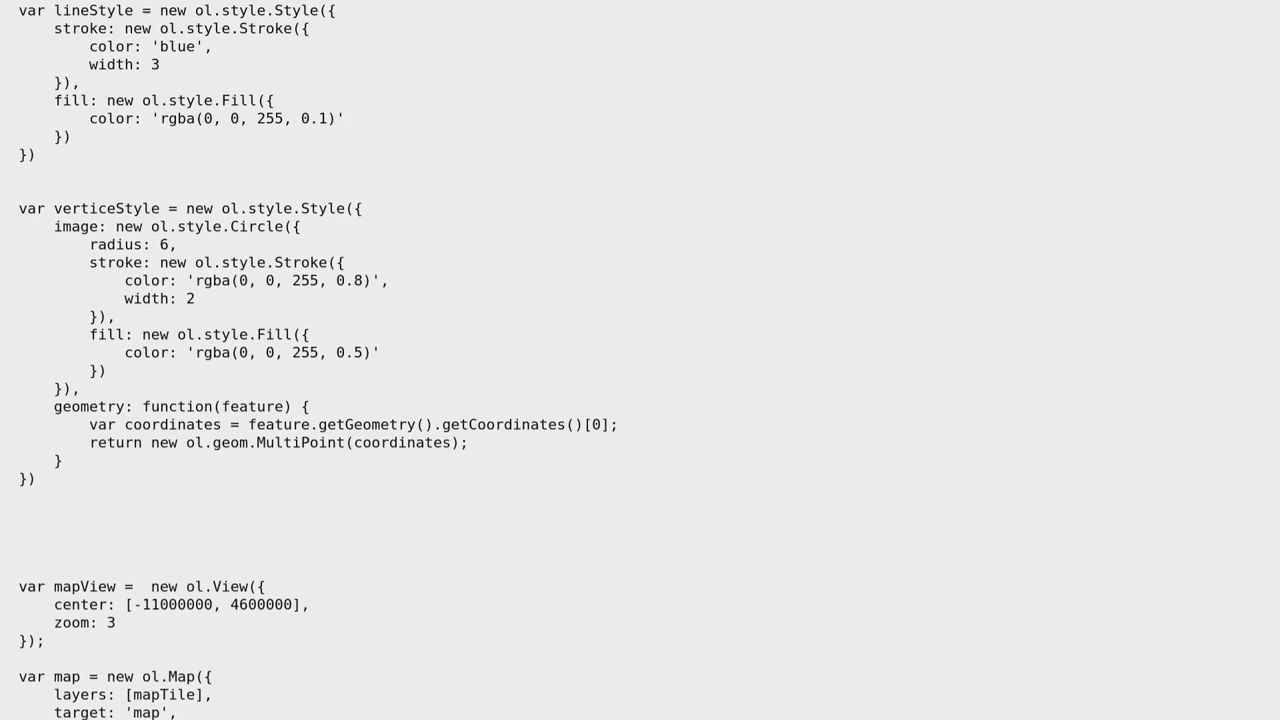 var lineStyle = new ol.style.Style({
    stroke: new ol.style.Stroke({
        color: 'blue',
        width: 3
    }),
    fill: new ol.style.Fill({
        color: 'rgba(0, 0, 255, 0.1)'
    })
})
var verticeStyle = new ol.style.Style({
    image: new ol.style.Circle({
        radius: 6,
        stroke: new ol.style.Stroke({
            color: 'rgba(0, 0, 255, 0.8)',
            width: 2
        }),
        fill: new ol.style.Fill({
            color: 'rgba(0, 0, 255, 0.5)'
        })
    }),
    geometry: function(feature) {
        var coordinates = feature.getGeometry().getCoordinates()[0];
        return new ol.geom.MultiPoint(coordinates);
    }
})
var mapView =  new ol.View({
    center: [-11000000, 4600000],
    zoom: 3
});
var map = new ol.Map({
    layers: [mapTile],
    target: 'map',